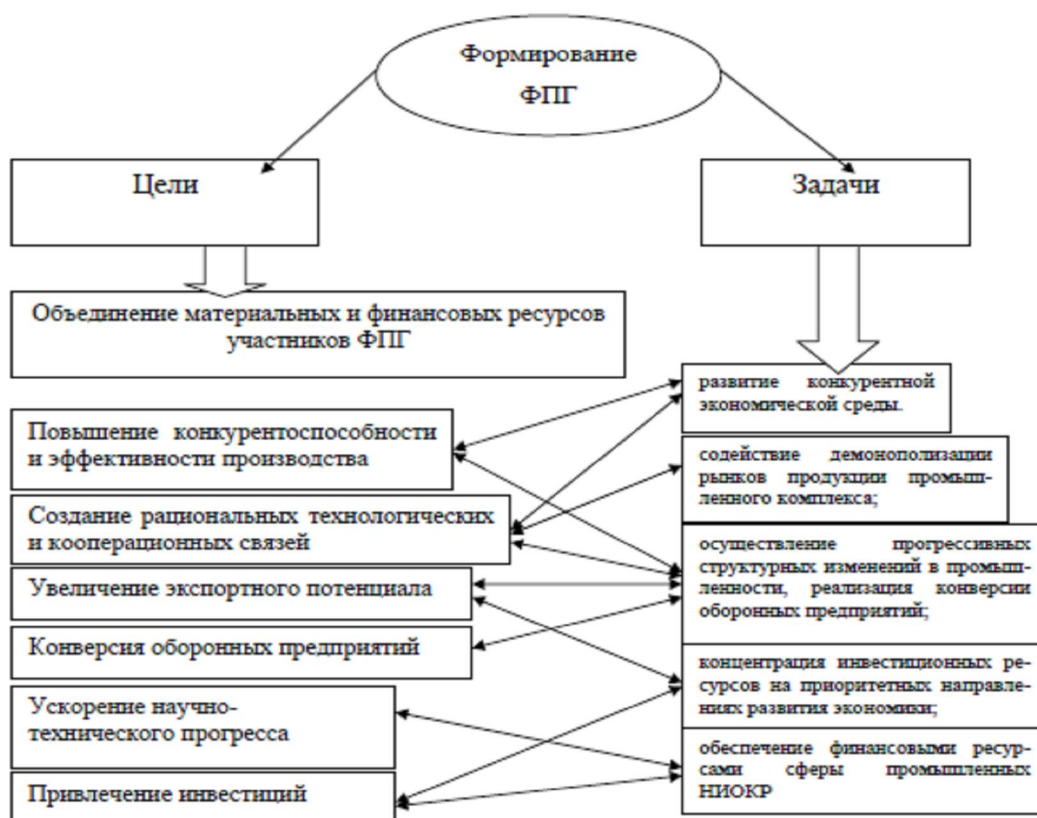 Формирование
ФПГ
Цели
Задачи
Объединение материальных и финансовых ресурсов
участников ФПГ
Повышение конкурентоспособности
и эффективности производства
Создание рациональных технологических
и кооперационных связей
Увеличение экспортного потенциала
Конверсия оборонных предприятий
Ускорение научно-
технического прогресса
Привлечение инвестиций
развитие конкурентной
экономической среды.
содействие демонополизации
рынков продукции промыш-
ленного комплекса;
осуществление прогрессивных
структурных изменений в промыш-
ленности, реализация конверсии
оборонных предприятий;
концентрация инвестиционных ре-
сурсов на приоритетных направле-
ниях развития экономики;
обеспечение финансовыми ресур-
сами сферы промышленных
НИОКР